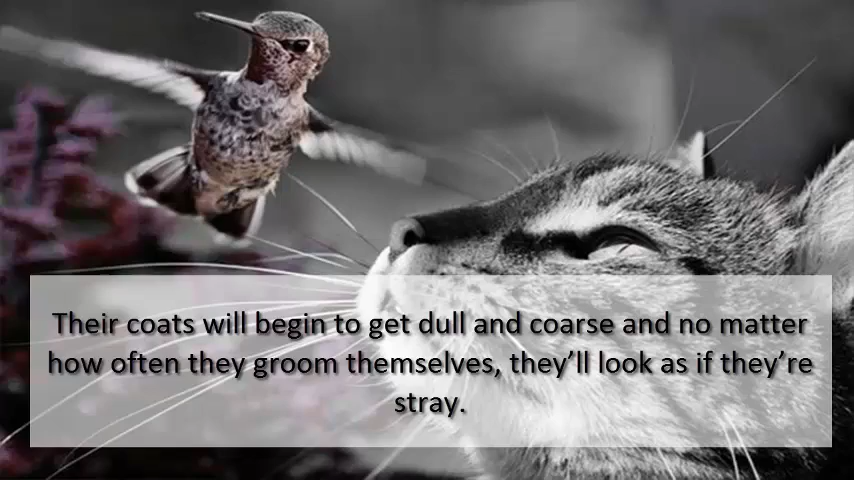 Their coats will begin to get dull and coarse and no matter
how often they groom themselves, they’ll look as if they’re
stray.